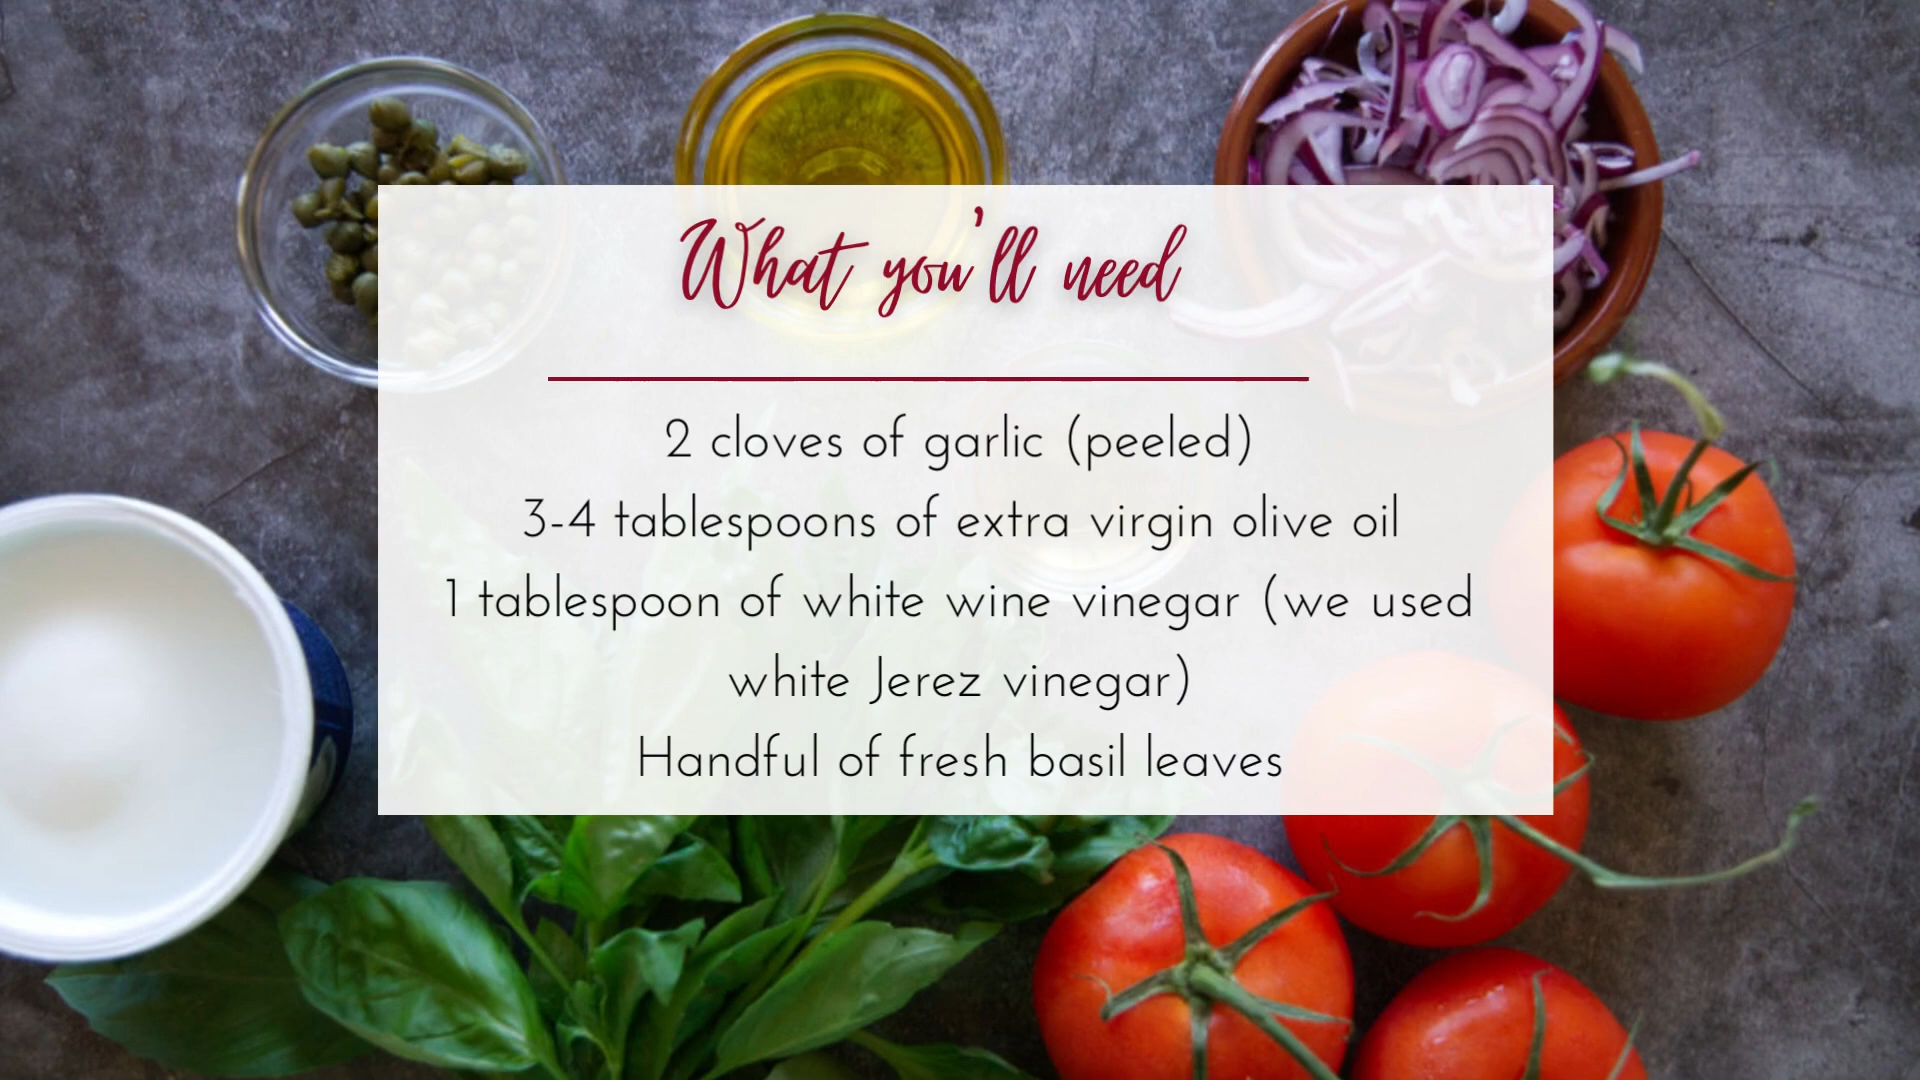 What you'll need
2 cloves of garlic (peeled)
3-4 tablespoons of extra virgin olive oil
1 tablespoon of white wine vinegar (we used
white Jerez vinegar)
Handful of fresh basil leaves